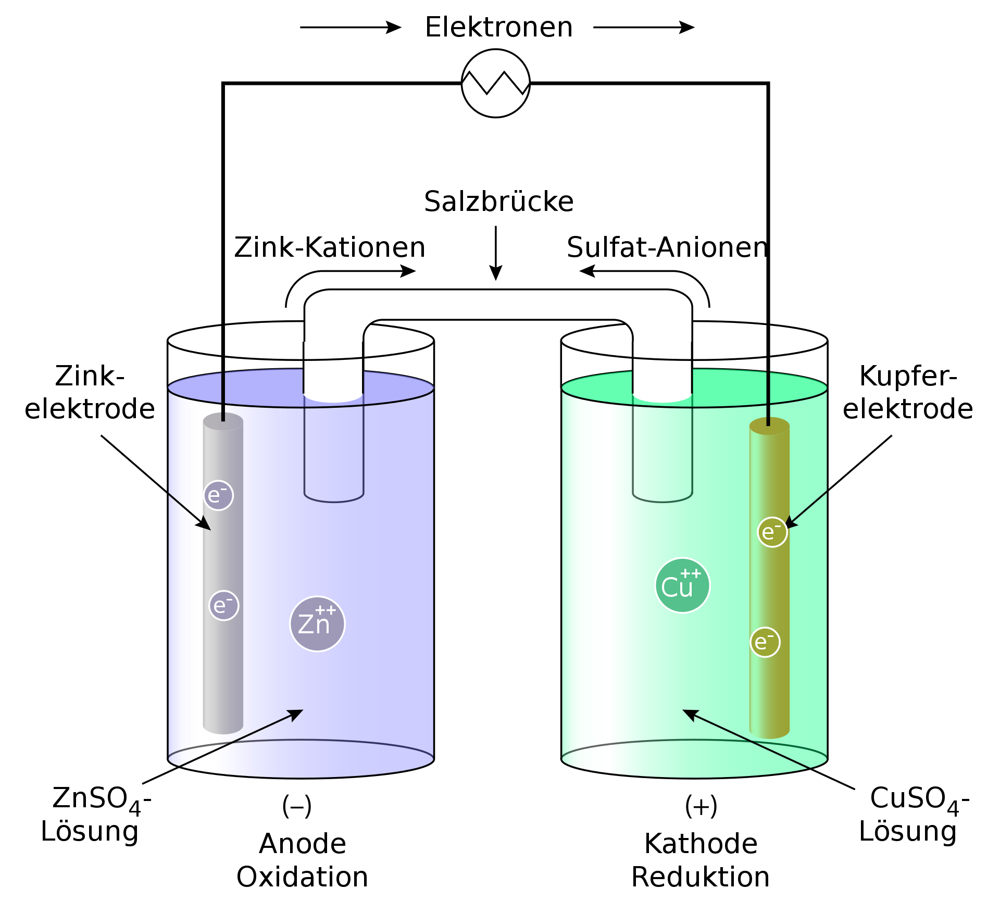 Elektronen
Salzbrücke
Zink-Kationen
Sulfat-Anionen
Zink-
elektrode
Kupfer-
elektrode
e⁻
e⁻
Cu⁺⁺
e⁻
Zn⁺⁺
e⁻
ZnSO₄-
Lösung
(–)
Anode
Oxidation
(+)
Kathode
Reduktion
CuSO₄-
Lösung